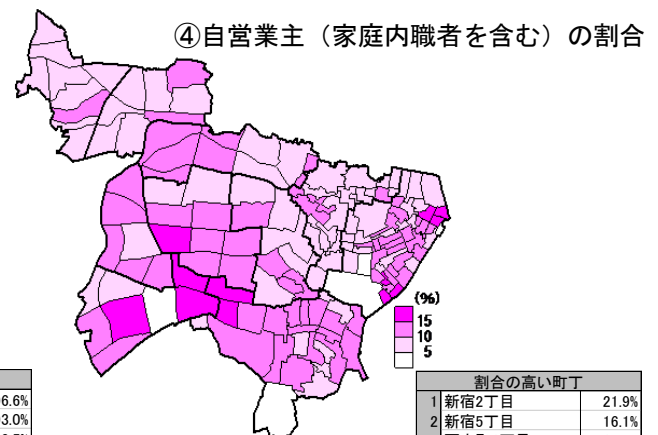 ④自営業主（家庭内職者を含む）の割合
(%)
15
10
5
6.6%
3.0%
割合の高い町丁
1 新宿2丁目 21.9%
2 新宿5丁目 16.1%